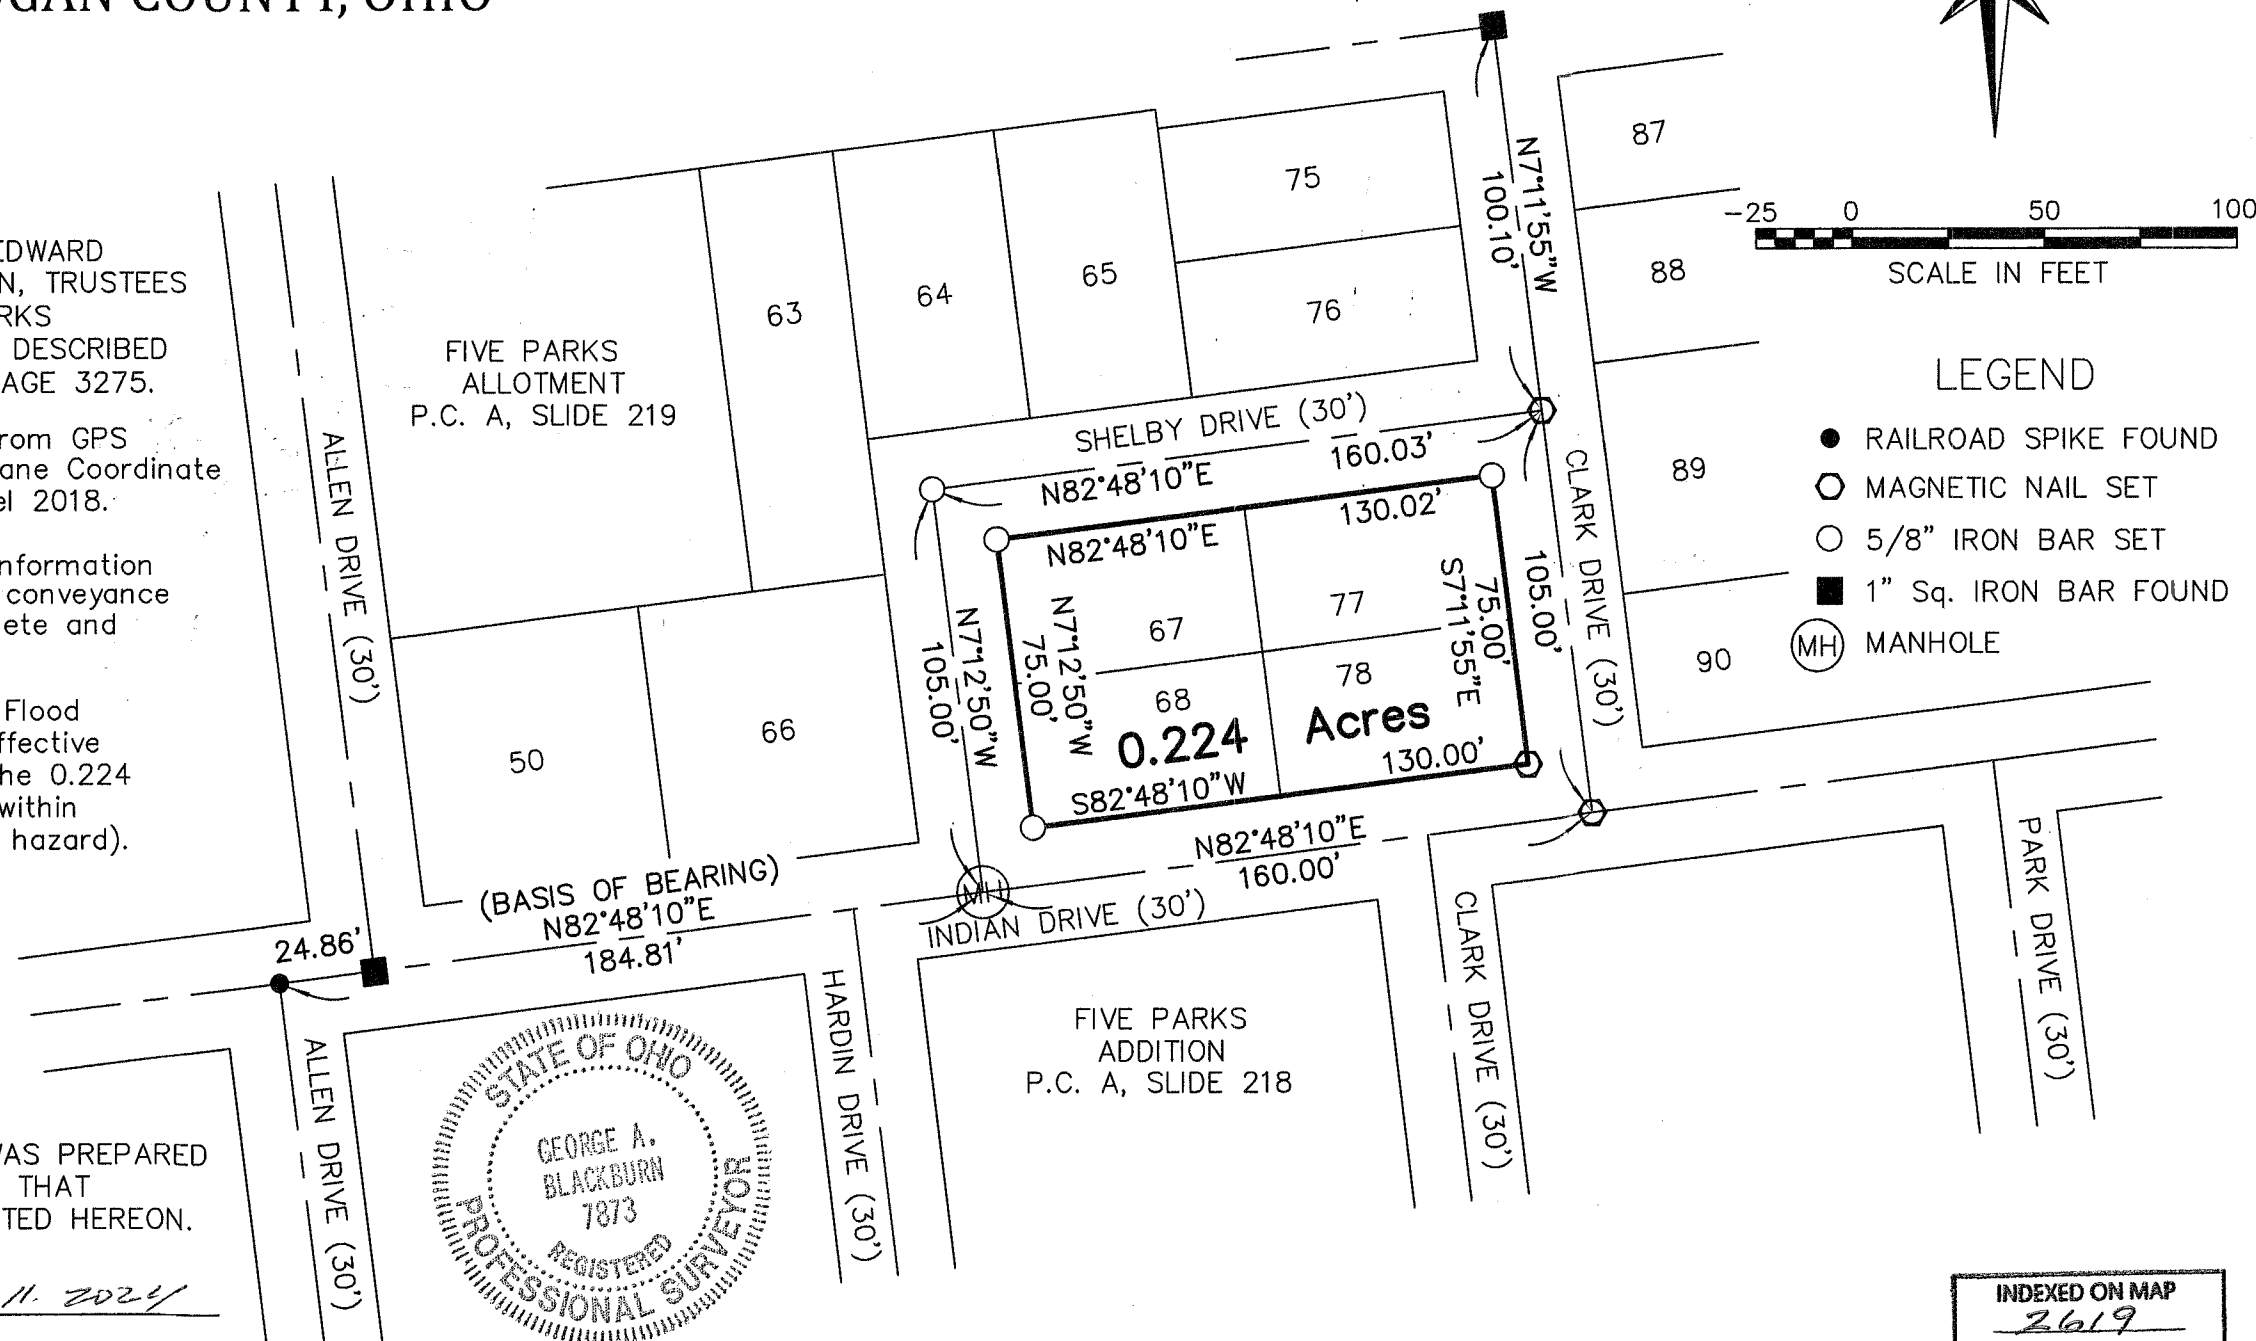 OGAN COUNTY, OHIO
EDWARD
N, TRUSTEES
RKS
DESCRIBED
AGE 3275.
rom GPS
ane Coordinate
el 2018.
nformation
conveyance
ete and
Flood
ffective
he 0.224
within
hazard).
WAS PREPARED
THAT
TED HEREON.
11. 2024
FIVE PARKS
ALLOTMENT
P.C. A, SLIDE 219
63
64
65
75
76
87
88
89
90
50
66
67
77
68
78
0.224 Acres
N7°11'55"W
100.10'
SHELBY DRIVE (30')
N82°48'10"E
160.03'
N82°48'10"E
130.02'
N7°12'50"W
105.00'
N7°12'50"W
75.00'
75.00'
S7°11'55"E
105.00'
S82°48'10"W
130.00'
N82°48'10"E
160.00'
ALLEN DRIVE (30')
CLARK DRIVE (30')
(BASIS OF BEARING)
N82°48'10"E
184.81'
24.86'
MH
INDIAN DRIVE (30')
ALLEN DRIVE (30')
HARDIN DRIVE (30')
CLARK DRIVE (30')
PARK DRIVE (30')
FIVE PARKS
ADDITION
P.C. A, SLIDE 218
STATE OF OHIO
GEORGE A.
BLACKBURN
7873
REGISTERED
PROFESSIONAL SURVEYOR
-25 0 50 100
SCALE IN FEET
LEGEND
RAILROAD SPIKE FOUND
MAGNETIC NAIL SET
5/8" IRON BAR SET
1" Sq. IRON BAR FOUND
MH MANHOLE
INDEXED ON MAP
2619